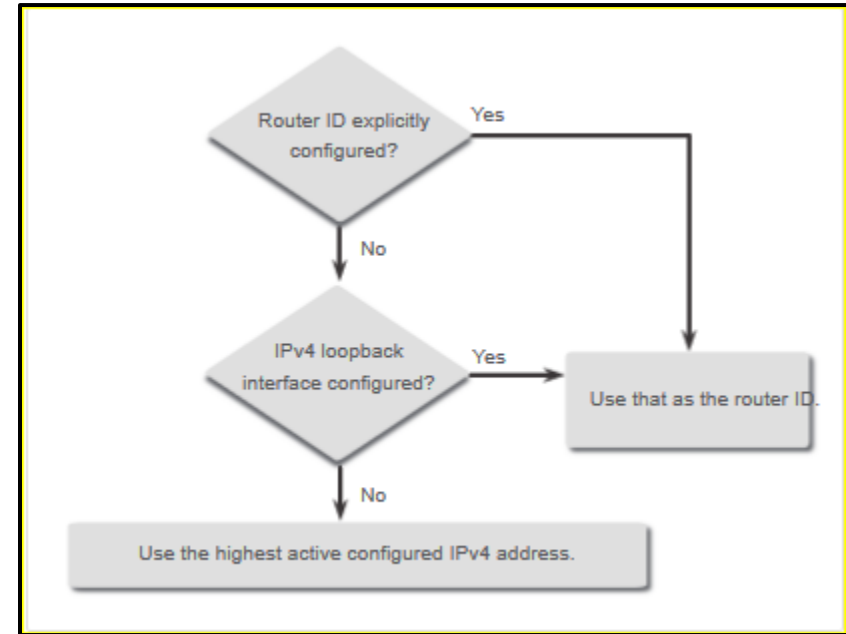 Router ID explicitly
configured?
Yes
No
IPv4 loopback
interface configured?
Yes
Use that as the router ID.
No
Use the highest active configured IPv4 address.